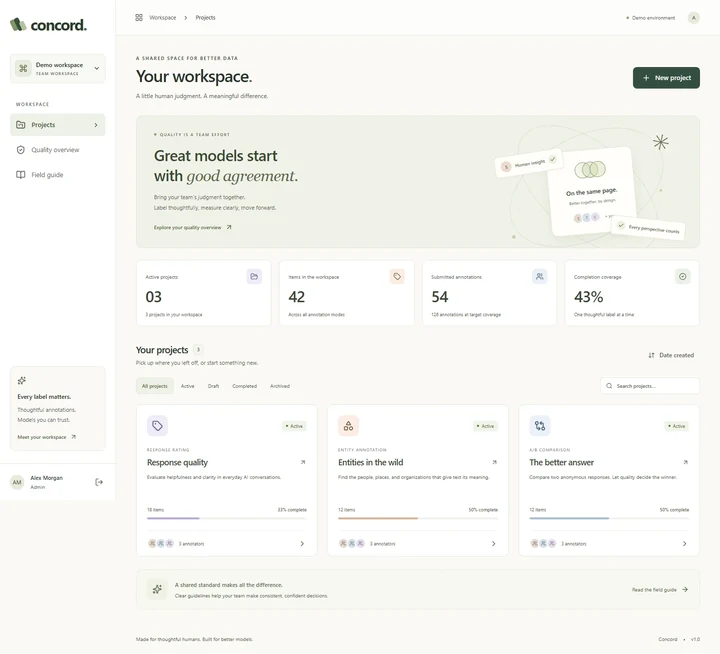 concord.
Demo workspace
TEAM WORKSPACE
WORKSPACE
Projects
Quality overview
Field guide
Every label matters.
Thoughtful annotations.
Models you can trust.
Meet your workspace
AM
Alex Morgan
Admin
Workspace
Projects
Demo environment
A
A SHARED SPACE FOR BETTER DATA
Your workspace.
A little human judgment. A meaningful difference.
New project
QUALITY IS A TEAM EFFORT
Great models start
with good agreement.
Bring your team's judgment together.
Label thoughtfully, measure clearly, move forward.
Explore your quality overview
Human insight
On the same page.
Better together, by design.
Every perspective counts
Active projects
03
3 projects in your workspace
Items in the workspace
42
Across all annotation modes
Submitted annotations
54
126 annotations at target coverage
Completion coverage
43%
One thoughtful label at a time
Your projects
3
Pick up where you left off, or start something new.
Date created
All projects
Active
Draft
Completed
Archived
Search projects...
Active
RESPONSE RATING
Response quality
Evaluate helpfulness and clarity in everyday AI conversations.
18 items
33% complete
3 annotators
Active
ENTITY ANNOTATION
Entities in the wild
Find the people, places, and organizations that give text its meaning.
12 items
50% complete
3 annotators
Active
A/B COMPARISON
The better answer
Compare two anonymous responses. Let quality decide the winner.
12 items
50% complete
3 annotators
A shared standard makes all the difference.
Clear guidelines help your team make consistent, confident decisions.
Read the field guide
Made for thoughtful humans. Built for better models.
Concord
v1.0